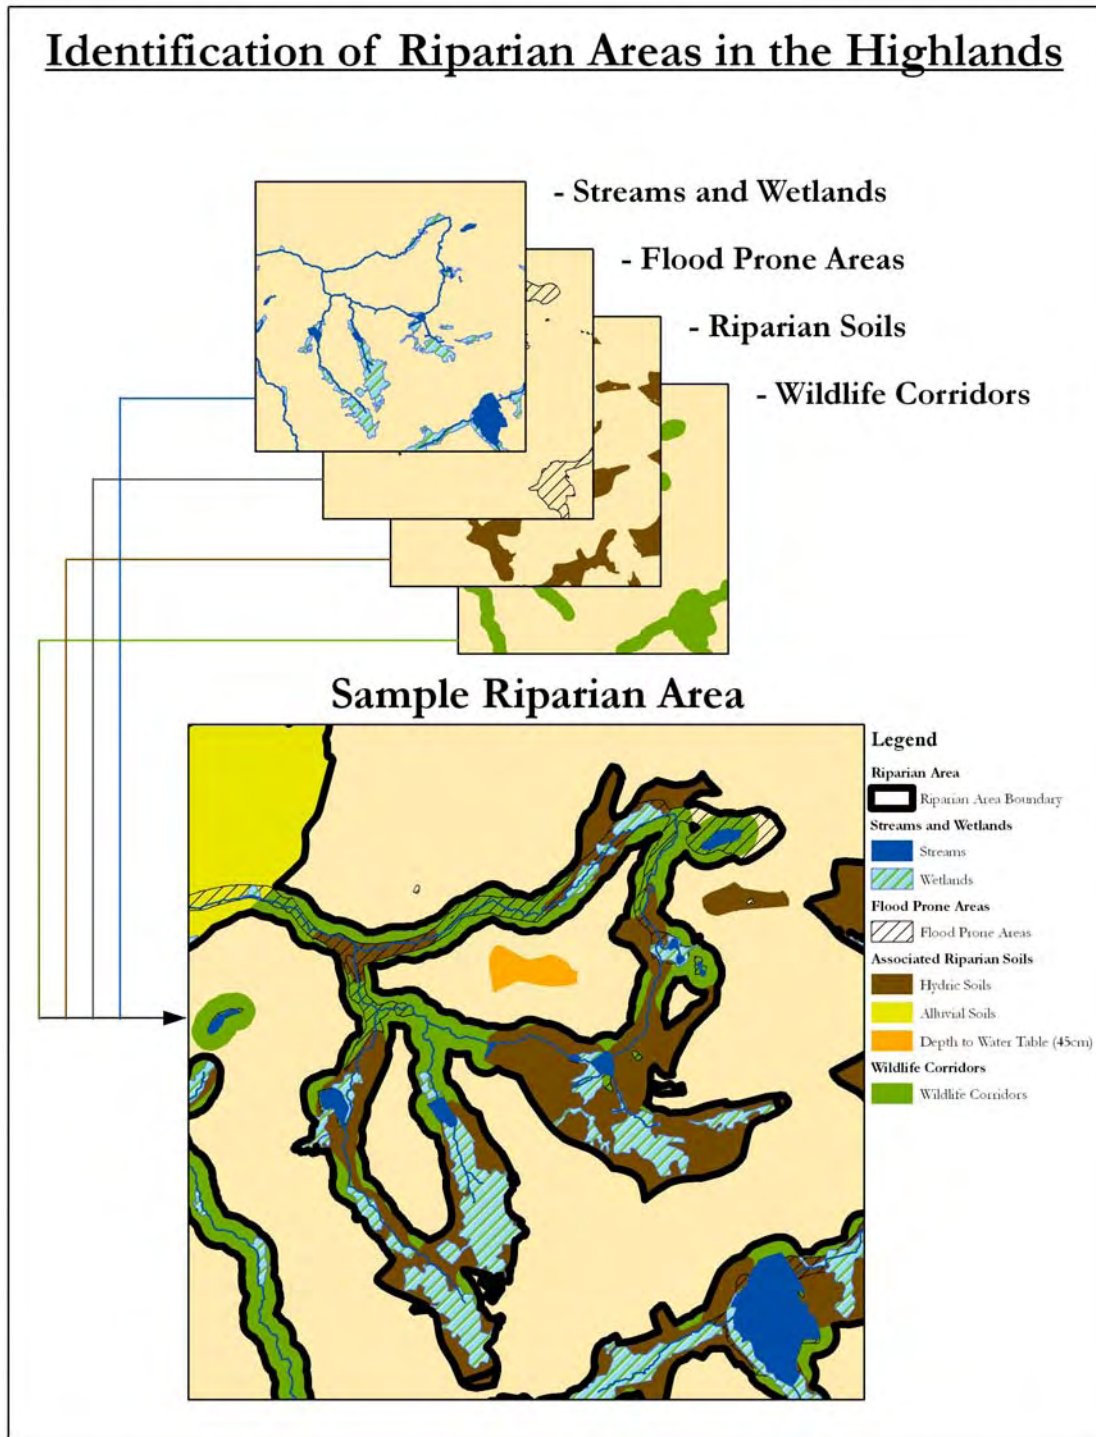 Identification of Riparian Areas in the Highlands
- Streams and Wetlands
- Flood Prone Areas
- Riparian Soils
- Wildlife Corridors
Sample Riparian Area
Legend
Riparian Area
Riparian Area Boundary
Streams and Wetlands
Streams
Wetlands
Flood Prone Areas
Flood Prone Areas
Associated Riparian Soils
Hydric Soils
Alluvial Soils
Depth to Water Table (45cm)
Wildlife Corridors
Wildlife Corridors